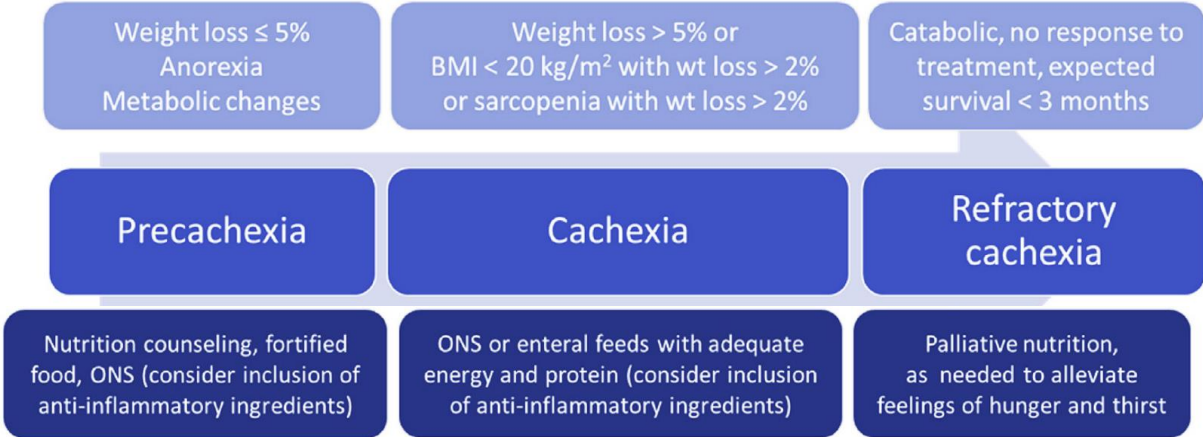 Weight loss ≤ 5%
Anorexia
Metabolic changes
Weight loss > 5% or
BMI < 20 kg/m² with wt loss > 2%
or sarcopenia with wt loss > 2%
Catabolic, no response to
treatment, expected
survival < 3 months
Precachexia
Cachexia
Refractory
cachexia
Nutrition counseling, fortified
food, ONS (consider inclusion of
anti-inflammatory ingredients)
ONS or enteral feeds with adequate
energy and protein (consider inclusion
of anti-inflammatory ingredients)
Palliative nutrition,
as needed to alleviate
feelings of hunger and thirst